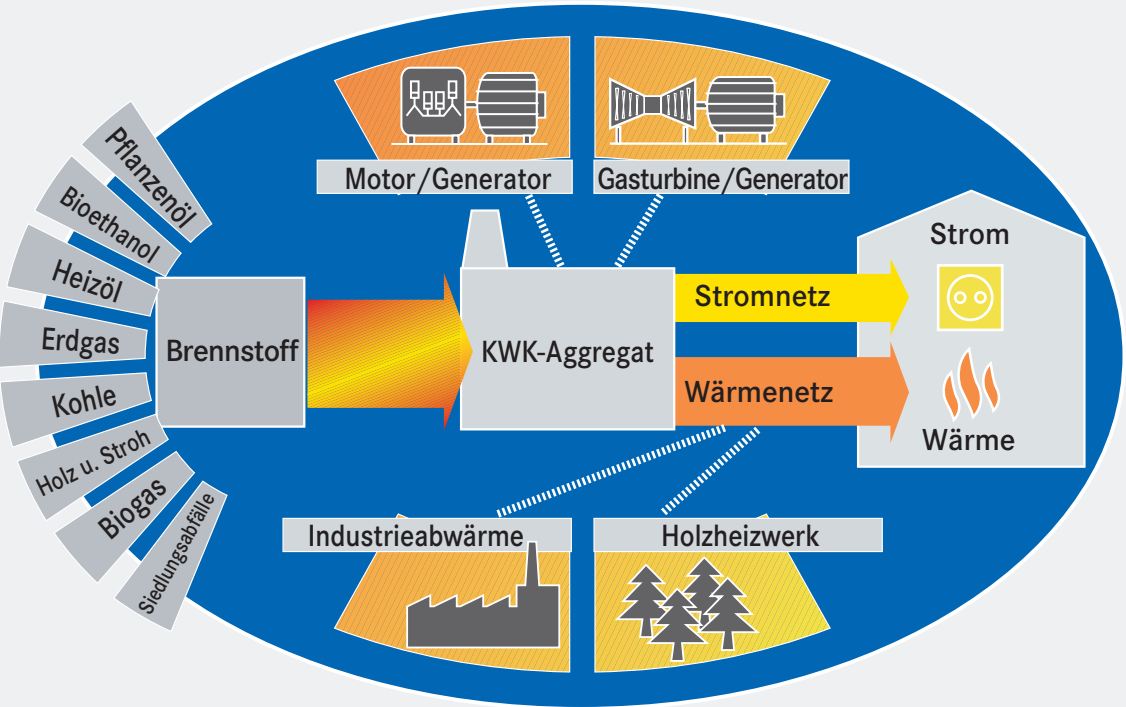 Motor/Generator
Gasturbine/Generator
Pflanzenöl
Bioethanol
Heizöl
Erdgas
Kohle
Holz u. Stroh
Biogas
Siedlungsabfälle
Brennstoff
KWK-Aggregat
Stromnetz
Wärmenetz
Strom
Wärme
Industrieabwärme
Holzheizwerk